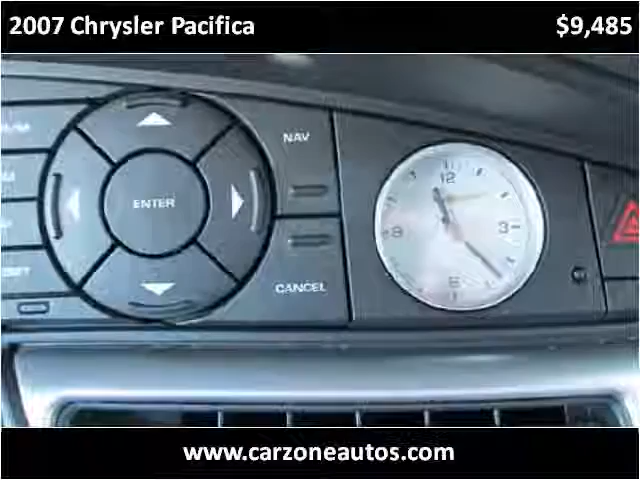 2007 Chrysler Pacifica
$9,485
NAV
ENTER
CANCEL
12
3
6
9
www.carzoneautos.com